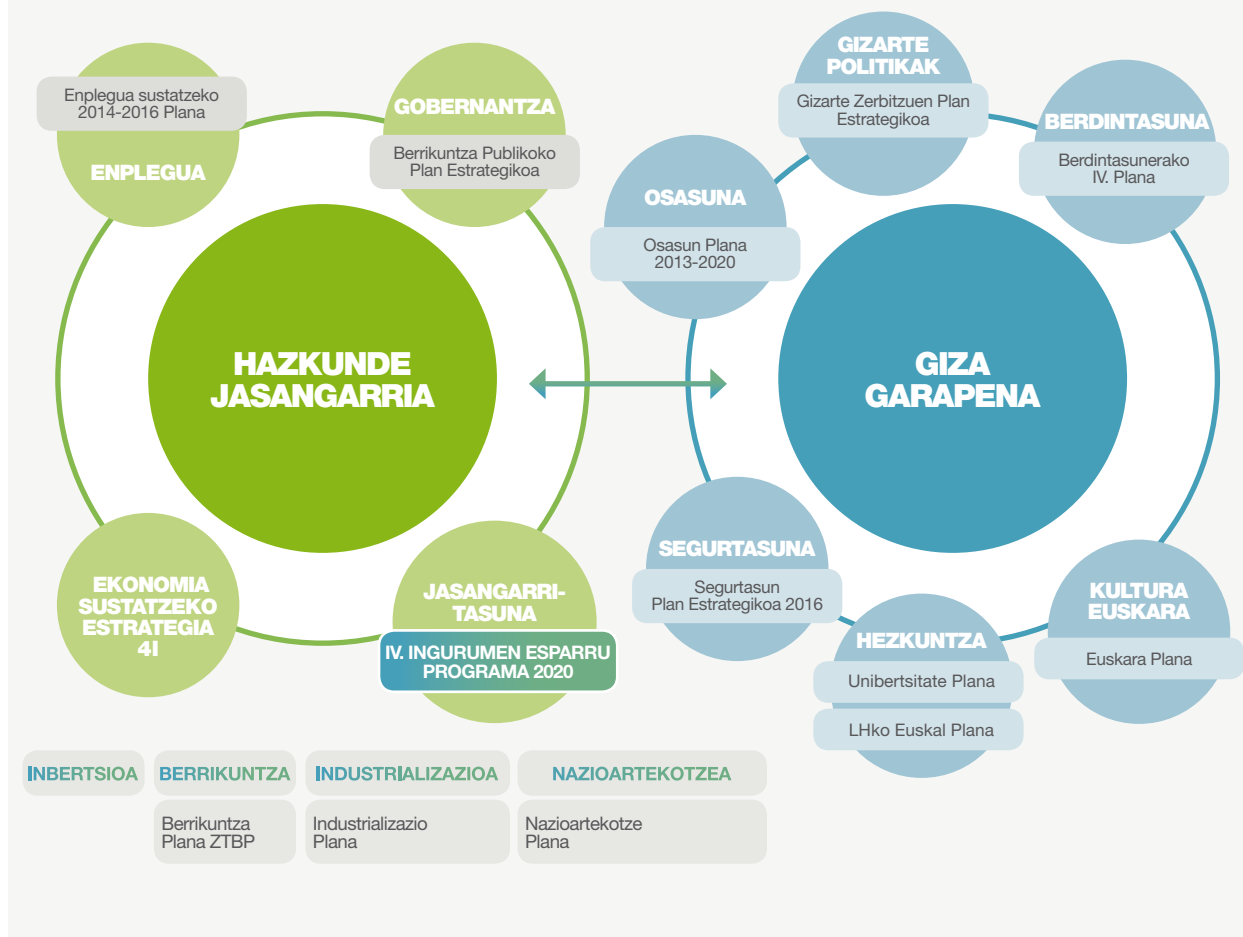 Enplegua sustatzeko
2014-2016 Plana
ENPLEGUA
GOBERNANTZA
Berrikuntza Publikoko
Plan Estrategikoa
HAZKUNDE
JASANGARRIA
EKONOMIA
SUSTATZEKO
ESTRATEGIA
4I
JASANGARRI-
TASUNA
IV. INGURUMEN ESPARRU
PROGRAMA 2020
GIZARTE
POLITIKAK
Gizarte Zerbitzuen Plan
Estrategikoa
BERDINTASUNA
Berdintasunerako
IV. Plana
OSASUNA
Osasun Plana
2013-2020
GIZA
GARAPENA
SEGURTASUNA
Segurtasun
Plan Estrategikoa 2016
HEZKUNTZA
Unibertsitate Plana
LHko Euskal Plana
KULTURA
EUSKARA
Euskara Plana
INBERTSIOA
BERRIKUNTZA
INDUSTRIALIZAZIOA
NAZIOARTEKOTZEA
Berrikuntza
Plana ZTBP
Industrializazio
Plana
Nazioartekotze
Plana